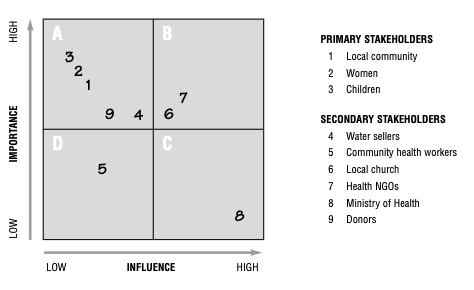 HIGH
IMPORTANCE
LOW
A
B
3
2
1
7
9
4
6
D
C
5
8
LOW
INFLUENCE
HIGH
PRIMARY STAKEHOLDERS
1 Local community
2 Women
3 Children
SECONDARY STAKEHOLDERS
4 Water sellers
5 Community health workers
6 Local church
7 Health NGOs
8 Ministry of Health
9 Donors